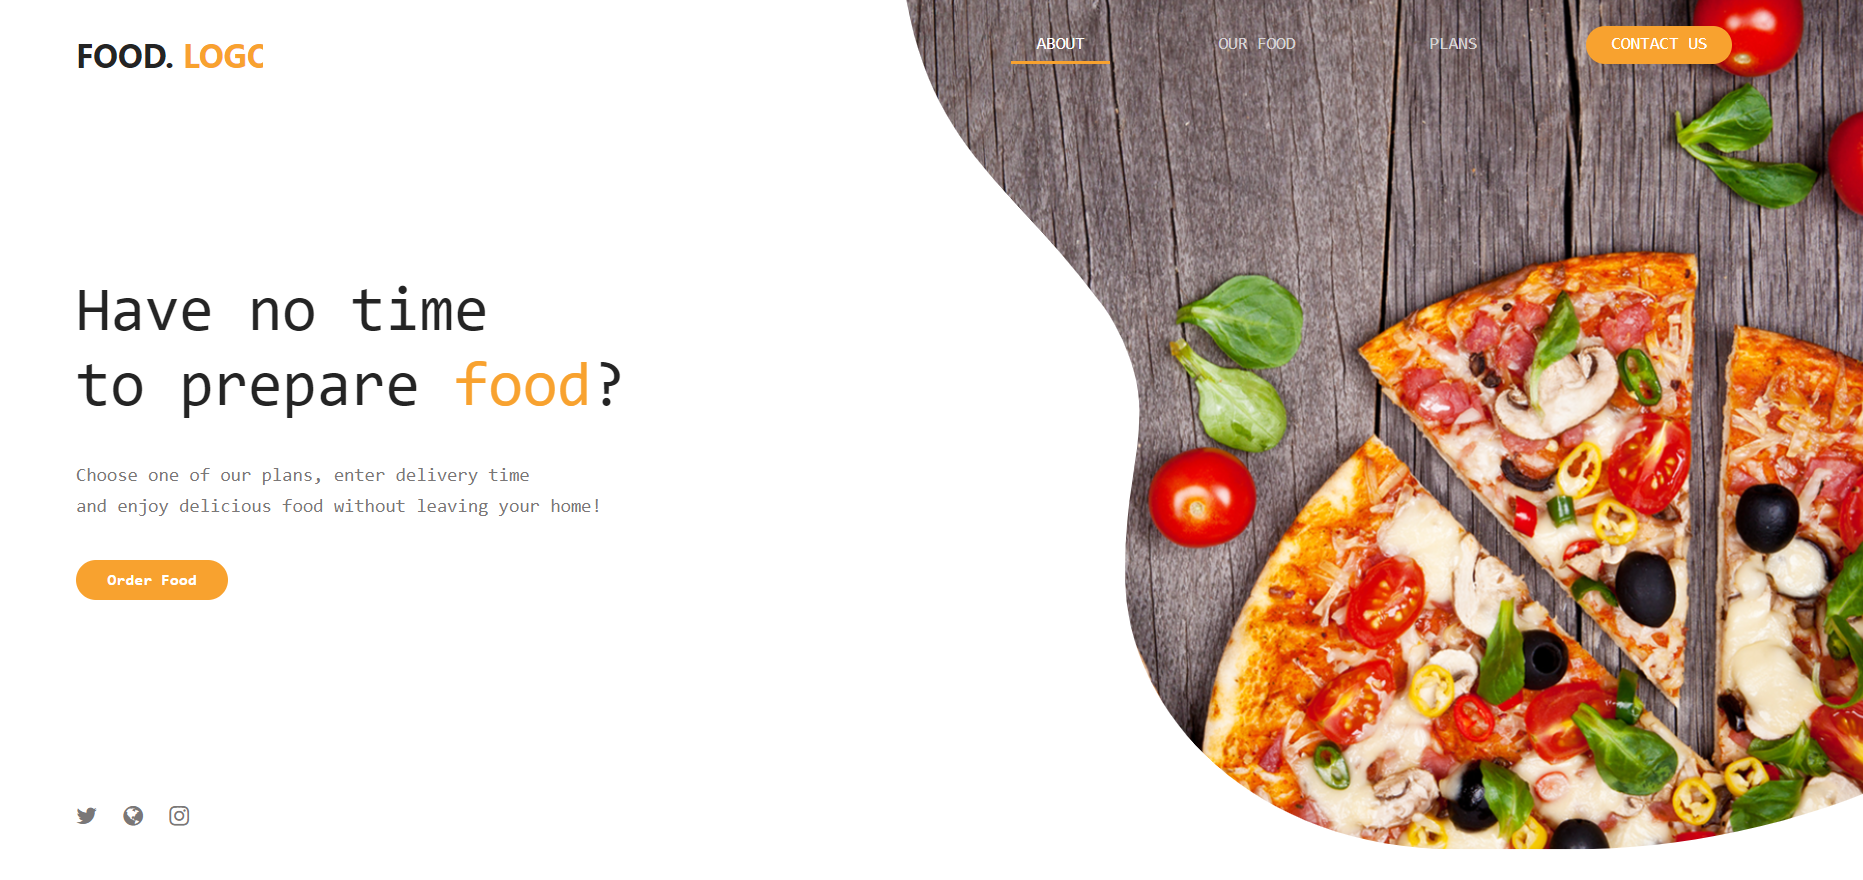 FOOD. LOGO
ABOUT OUR FOOD PLANS CONTACT US
Have no time
to prepare food?
Choose one of our plans, enter delivery time
and enjoy delicious food without leaving your home!
Order Food